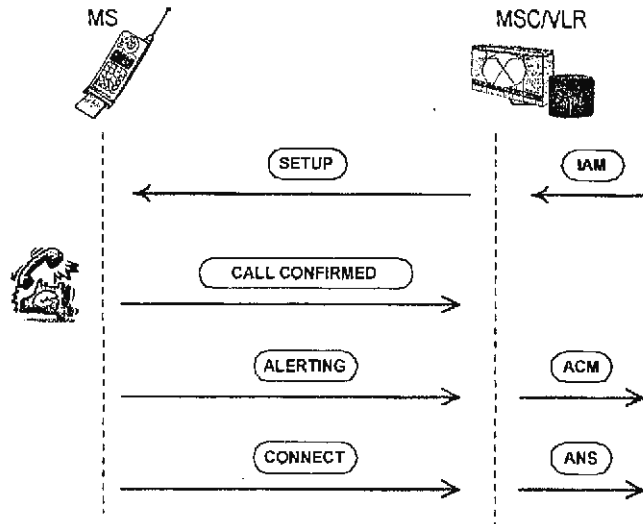 MS
MSC/VLR
SETUP
IAM
CALL CONFIRMED
ALERTING
ACM
CONNECT
ANS